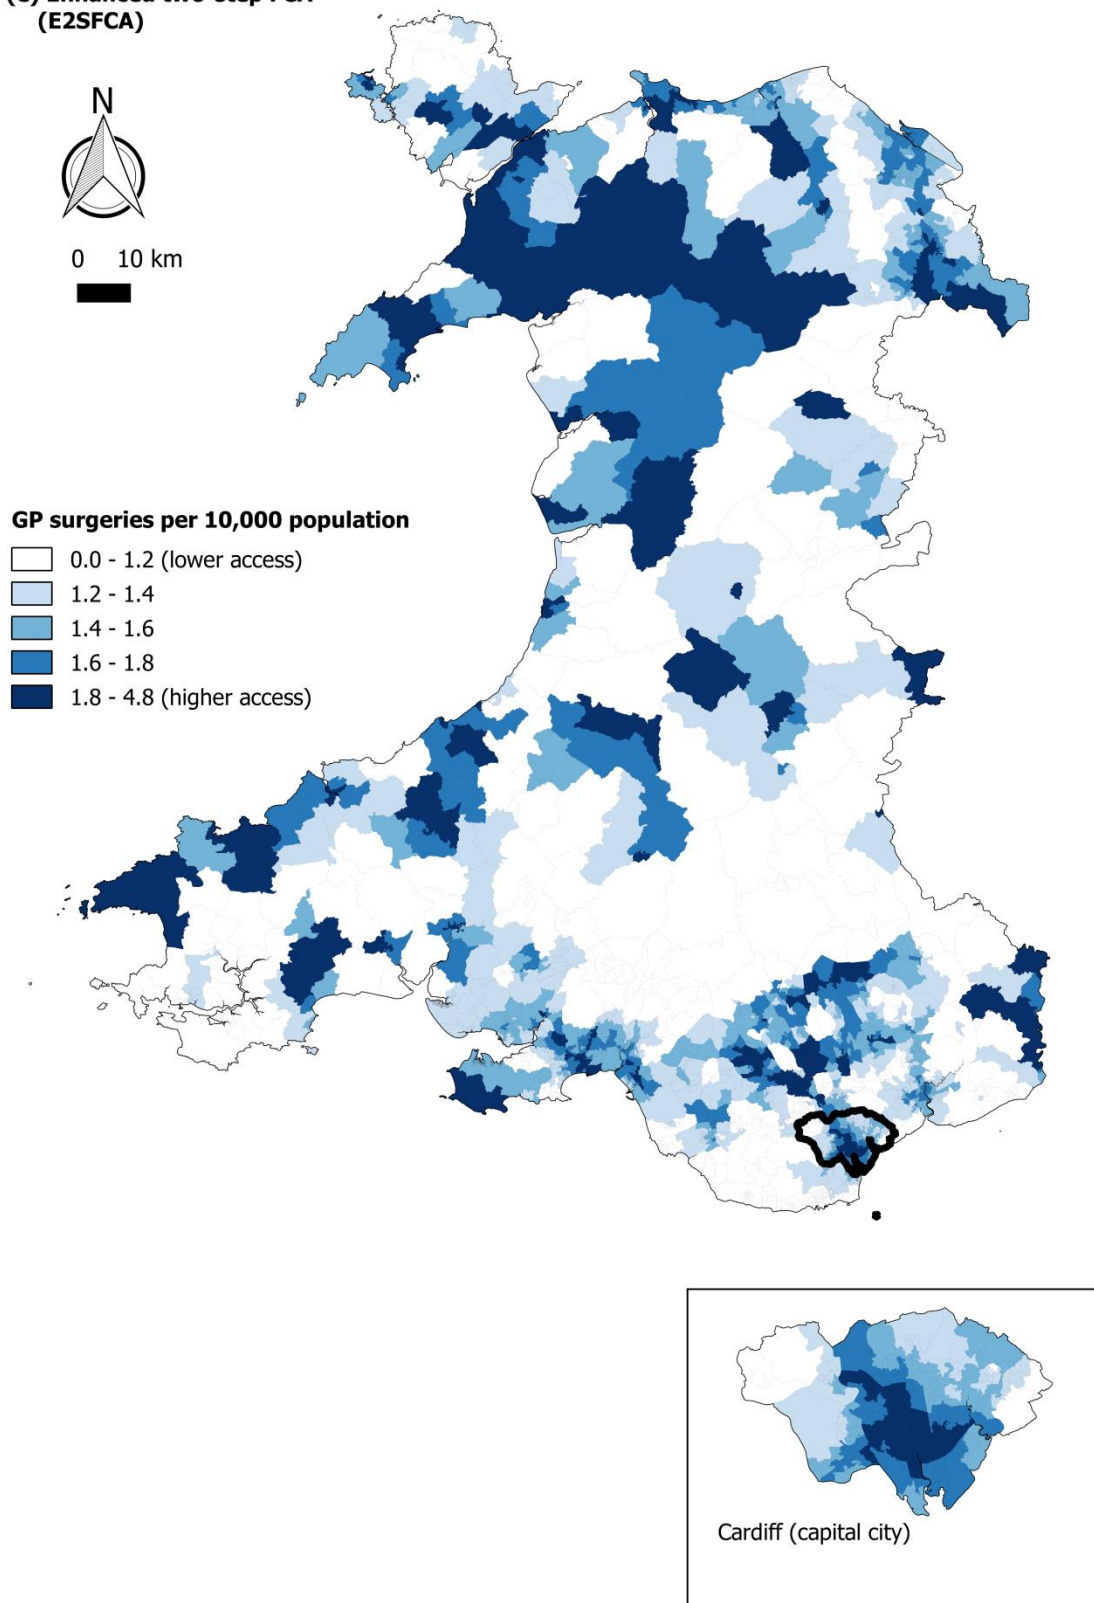 (E2SFCA)
N
0 10 km
GP surgeries per 10,000 population
0.0 - 1.2 (lower access)
1.2 - 1.4
1.4 - 1.6
1.6 - 1.8
1.8 - 4.8 (higher access)
Cardiff (capital city)